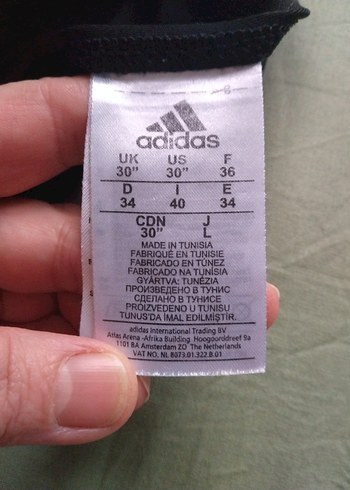 adidas
UK US F
30" 30" 36
D I E
34 40 34
CDN J
30" L
MADE IN TUNISIA
FABRIQUÉ EN TUNISIE
FABRICADO EN TÚNEZ
FABRICADO NA TUNÍSIA
GYÁRTVA: TUNÉZIA
ПРОИЗВЕДЕНО В ТУНИС
СДЕЛАНО В ТУНИСЕ
PROIZVEDENO U TUNISU
TUNUS'DA İMAL EDİLMİŞTİR.
adidas International Trading BV
Atlas Arena -Afrika Building Hoogoorddreef 9a
1101 BA Amsterdam ZO The Netherlands
VAT NO. NL 8073.01.322.B.01